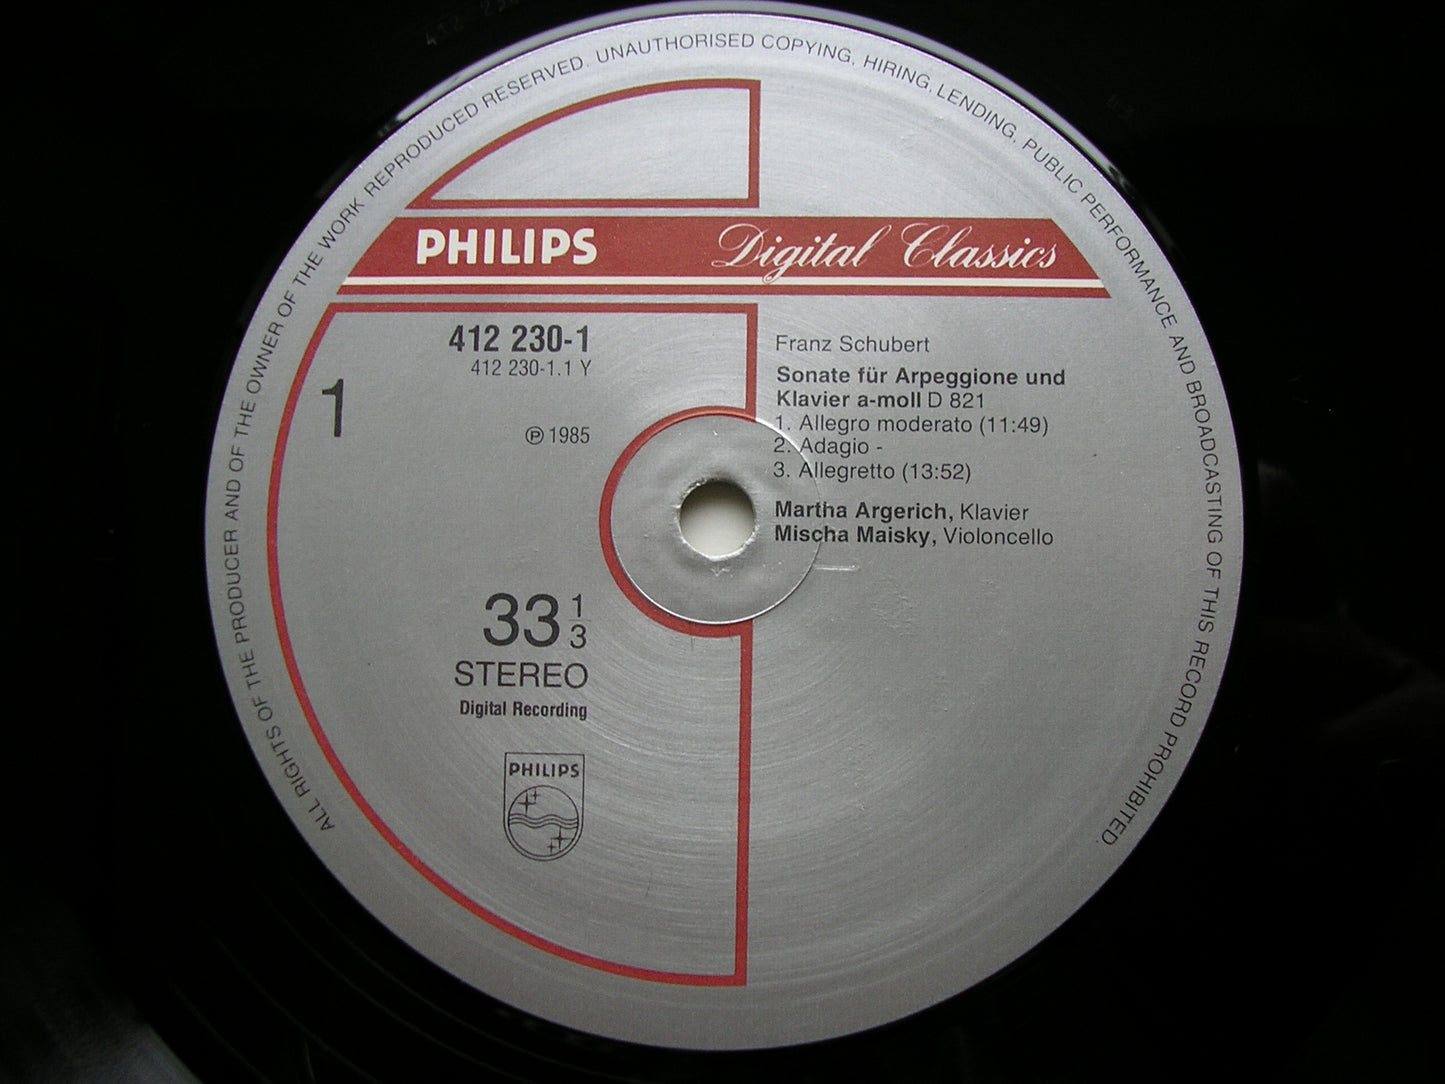 ALL RIGHTS OF THE PRODUCER AND OF THE OWNER OF THE WORK REPRODUCED RESERVED. UNAUTHORISED COPYING, HIRING, LENDING, PUBLIC PERFORMANCE AND BROADCASTING OF THIS RECORD PROHIBITED
PHILIPS Digital Classics
412 230-1
412 230-1.1 Y
1
℗ 1985
Franz Schubert
Sonate für Arpeggione und
Klavier a-moll D 821
1. Allegro moderato (11:49)
2. Adagio -
3. Allegretto (13:52)
Martha Argerich, Klavier
Mischa Maisky, Violoncello
33 1/3
STEREO
Digital Recording
PHILIPS